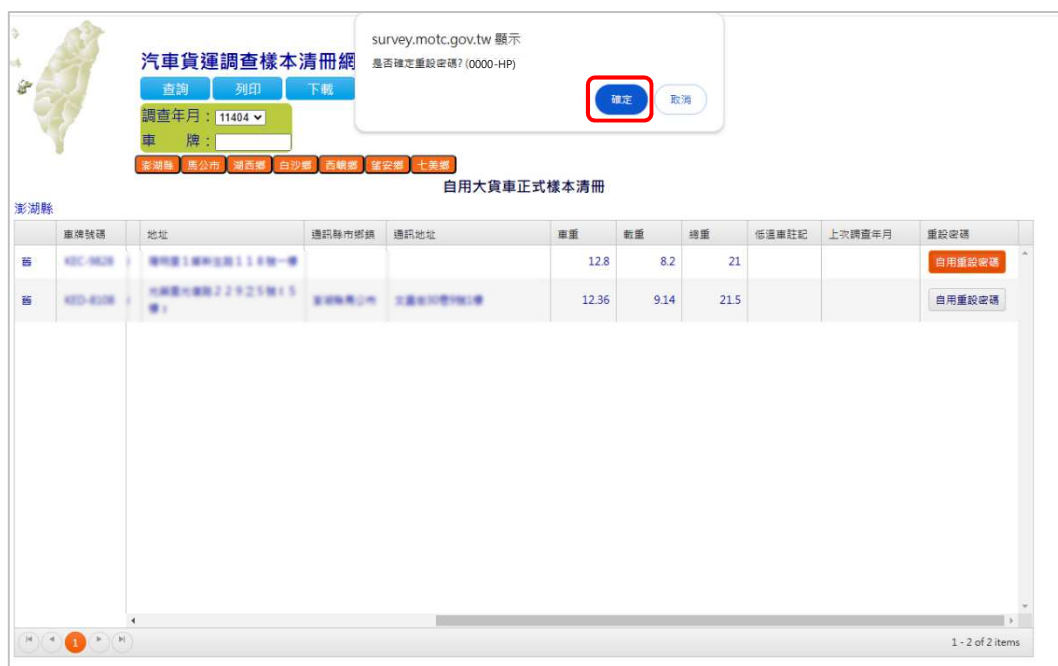 survey.motc.gov.tw 顯示
是否確定重設密碼? (0000-HP)
確定
取消
汽車貨運調查樣本清冊網
查詢
列印
下載
調查年月：
11404
車 牌：
澎湖縣 馬公市 湖西鄉 白沙鄉 西嶼鄉 望安鄉 七美鄉
自用大貨車正式樣本清冊
澎湖縣
車牌號碼 地址 通訊縣市鄉鎮 通訊地址 車重 載重 總重 低溫車註記 上次調查年月 重設密碼
舊 12.8 8.2 21 自用重設密碼
舊 12.36 9.14 21.5 自用重設密碼
1
1 - 2 of 2 items